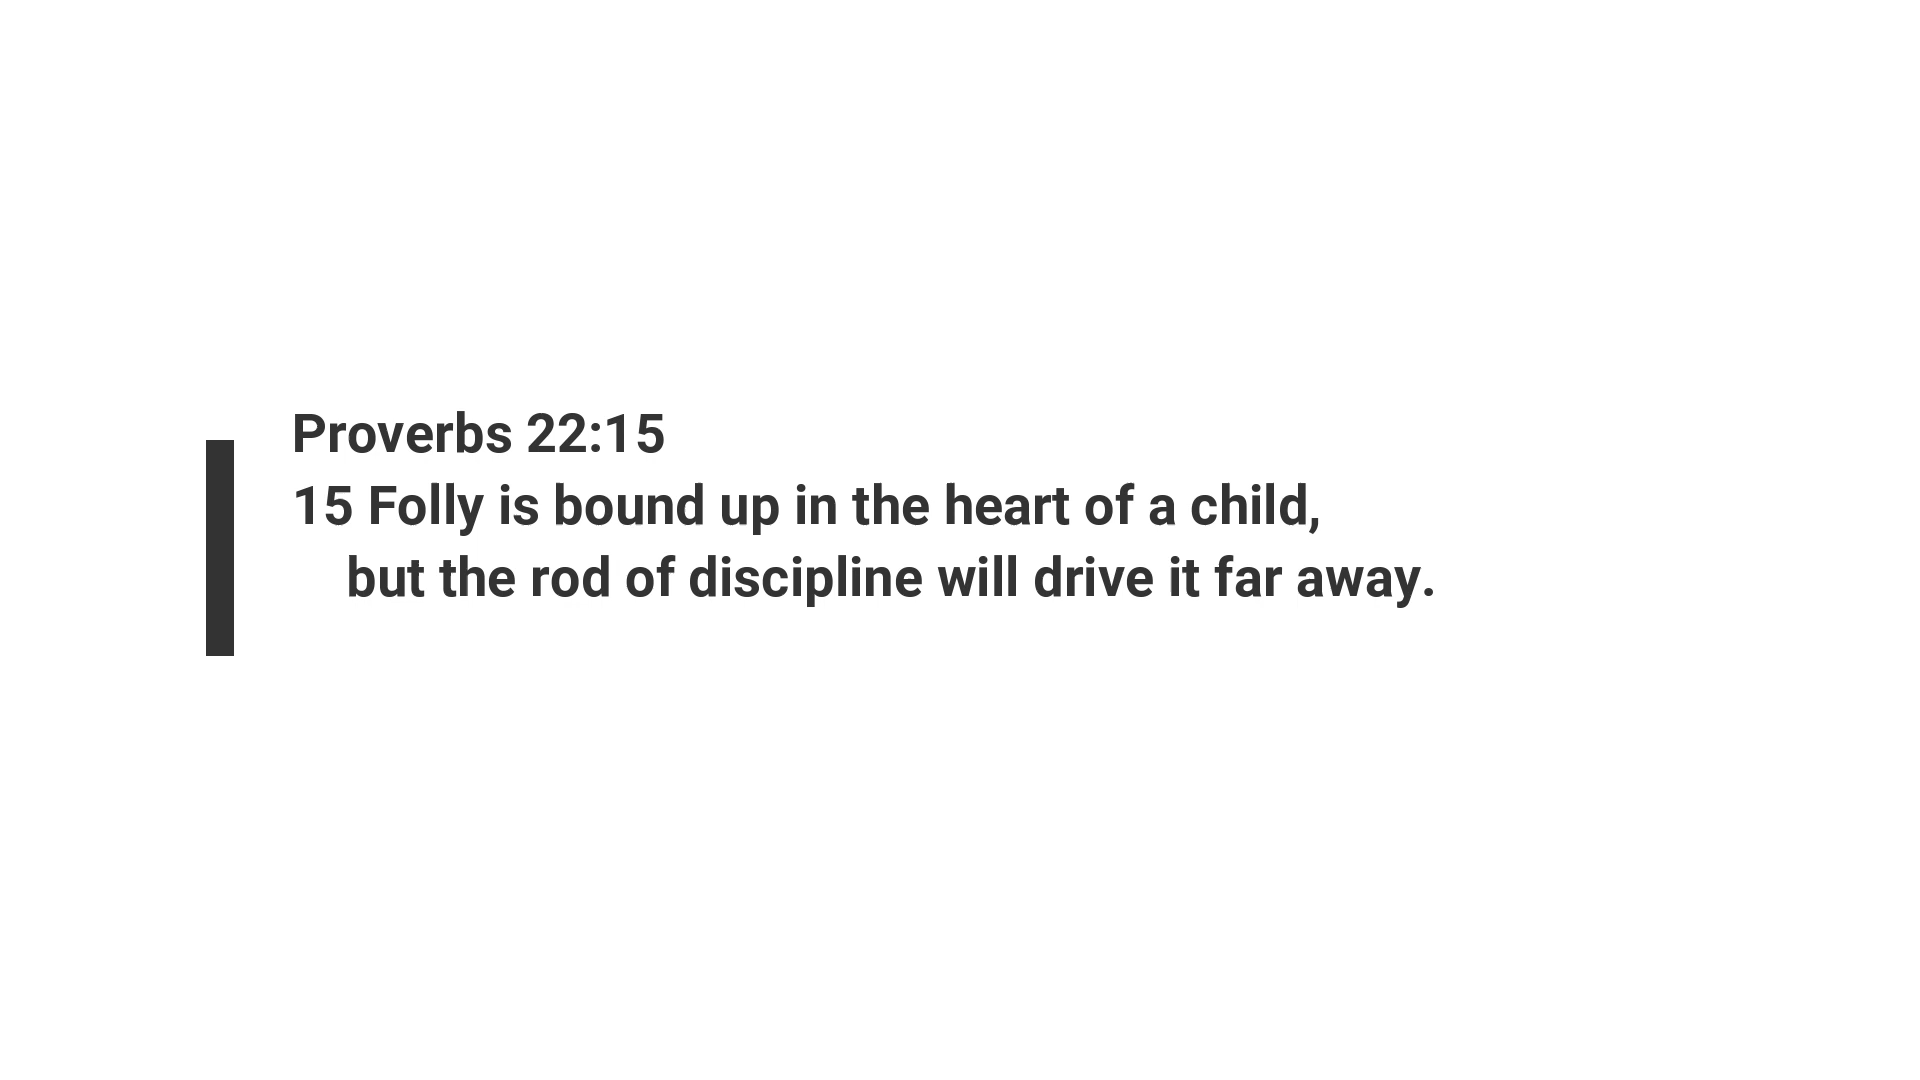 Proverbs 22:15
15 Folly is bound up in the heart of a child,
but the rod of discipline will drive it far away.